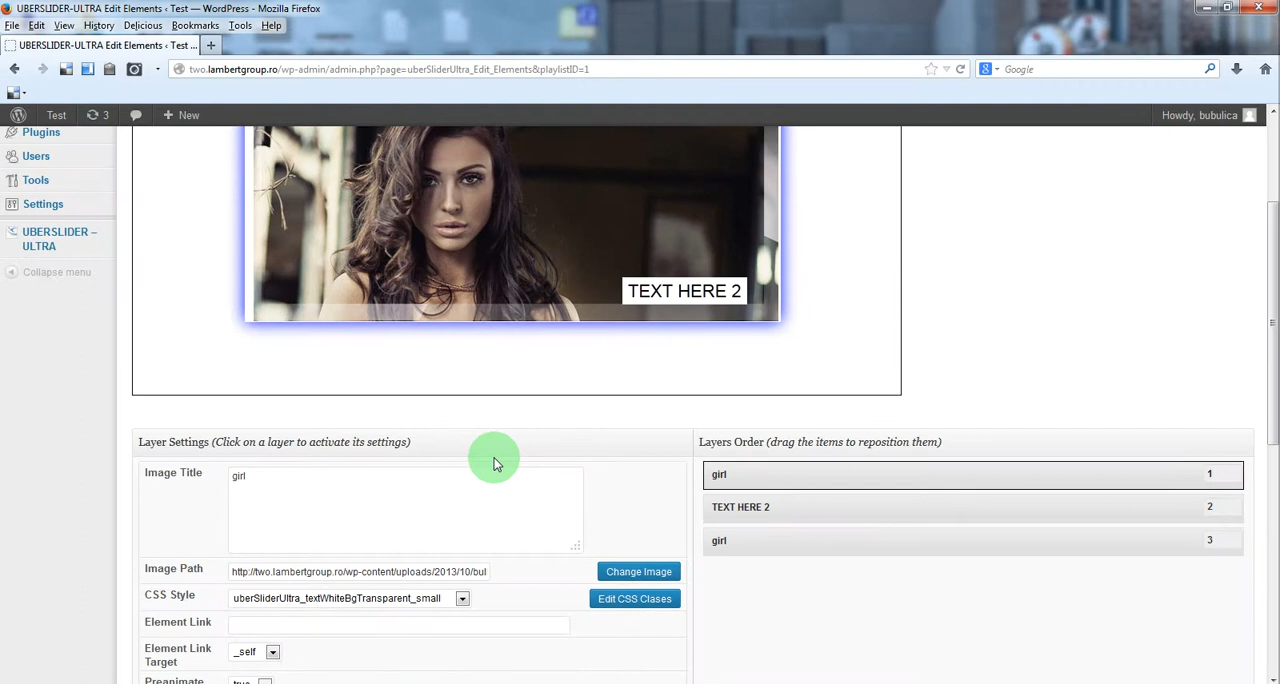 UBERSLIDER-ULTRA Edit Elements ‹ Test — WordPress - Mozilla Firefox
File Edit View History Delicious Bookmarks Tools Help
UBERSLIDER-ULTRA Edit Elements ‹ Test ...
two.lambertgroup.ro/wp-admin/admin.php?page=uberSliderUltra_Edit_Elements&playlistID=1
Google
Test 3 New Howdy, bubulica
Plugins
Users
Tools
Settings
UBERSLIDER –
ULTRA
Collapse menu
TEXT HERE 2
Layer Settings (Click on a layer to activate its settings)
Layers Order (drag the items to reposition them)
Image Title
girl
girl 1
TEXT HERE 2 2
girl 3
Image Path http://two.lambertgroup.ro/wp-content/uploads/2013/10/bul Change Image
CSS Style uberSliderUltra_textWhiteBgTransparent_small Edit CSS Clases
Element Link
Element Link
Target
_self
Preanimate true